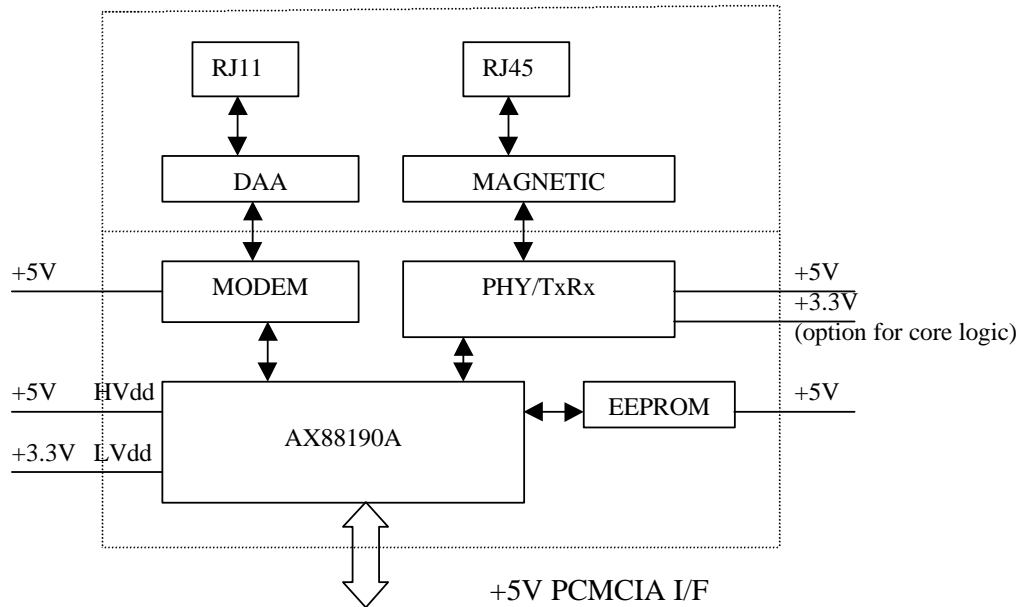 RJ11
RJ45
DAA
MAGNETIC
+5V
MODEM
PHY/TxRx
+5V
+3.3V
(option for core logic)
+5V
HVdd
EEPROM
+5V
AX88190A
+3.3V
LVdd
+5V PCMCIA I/F